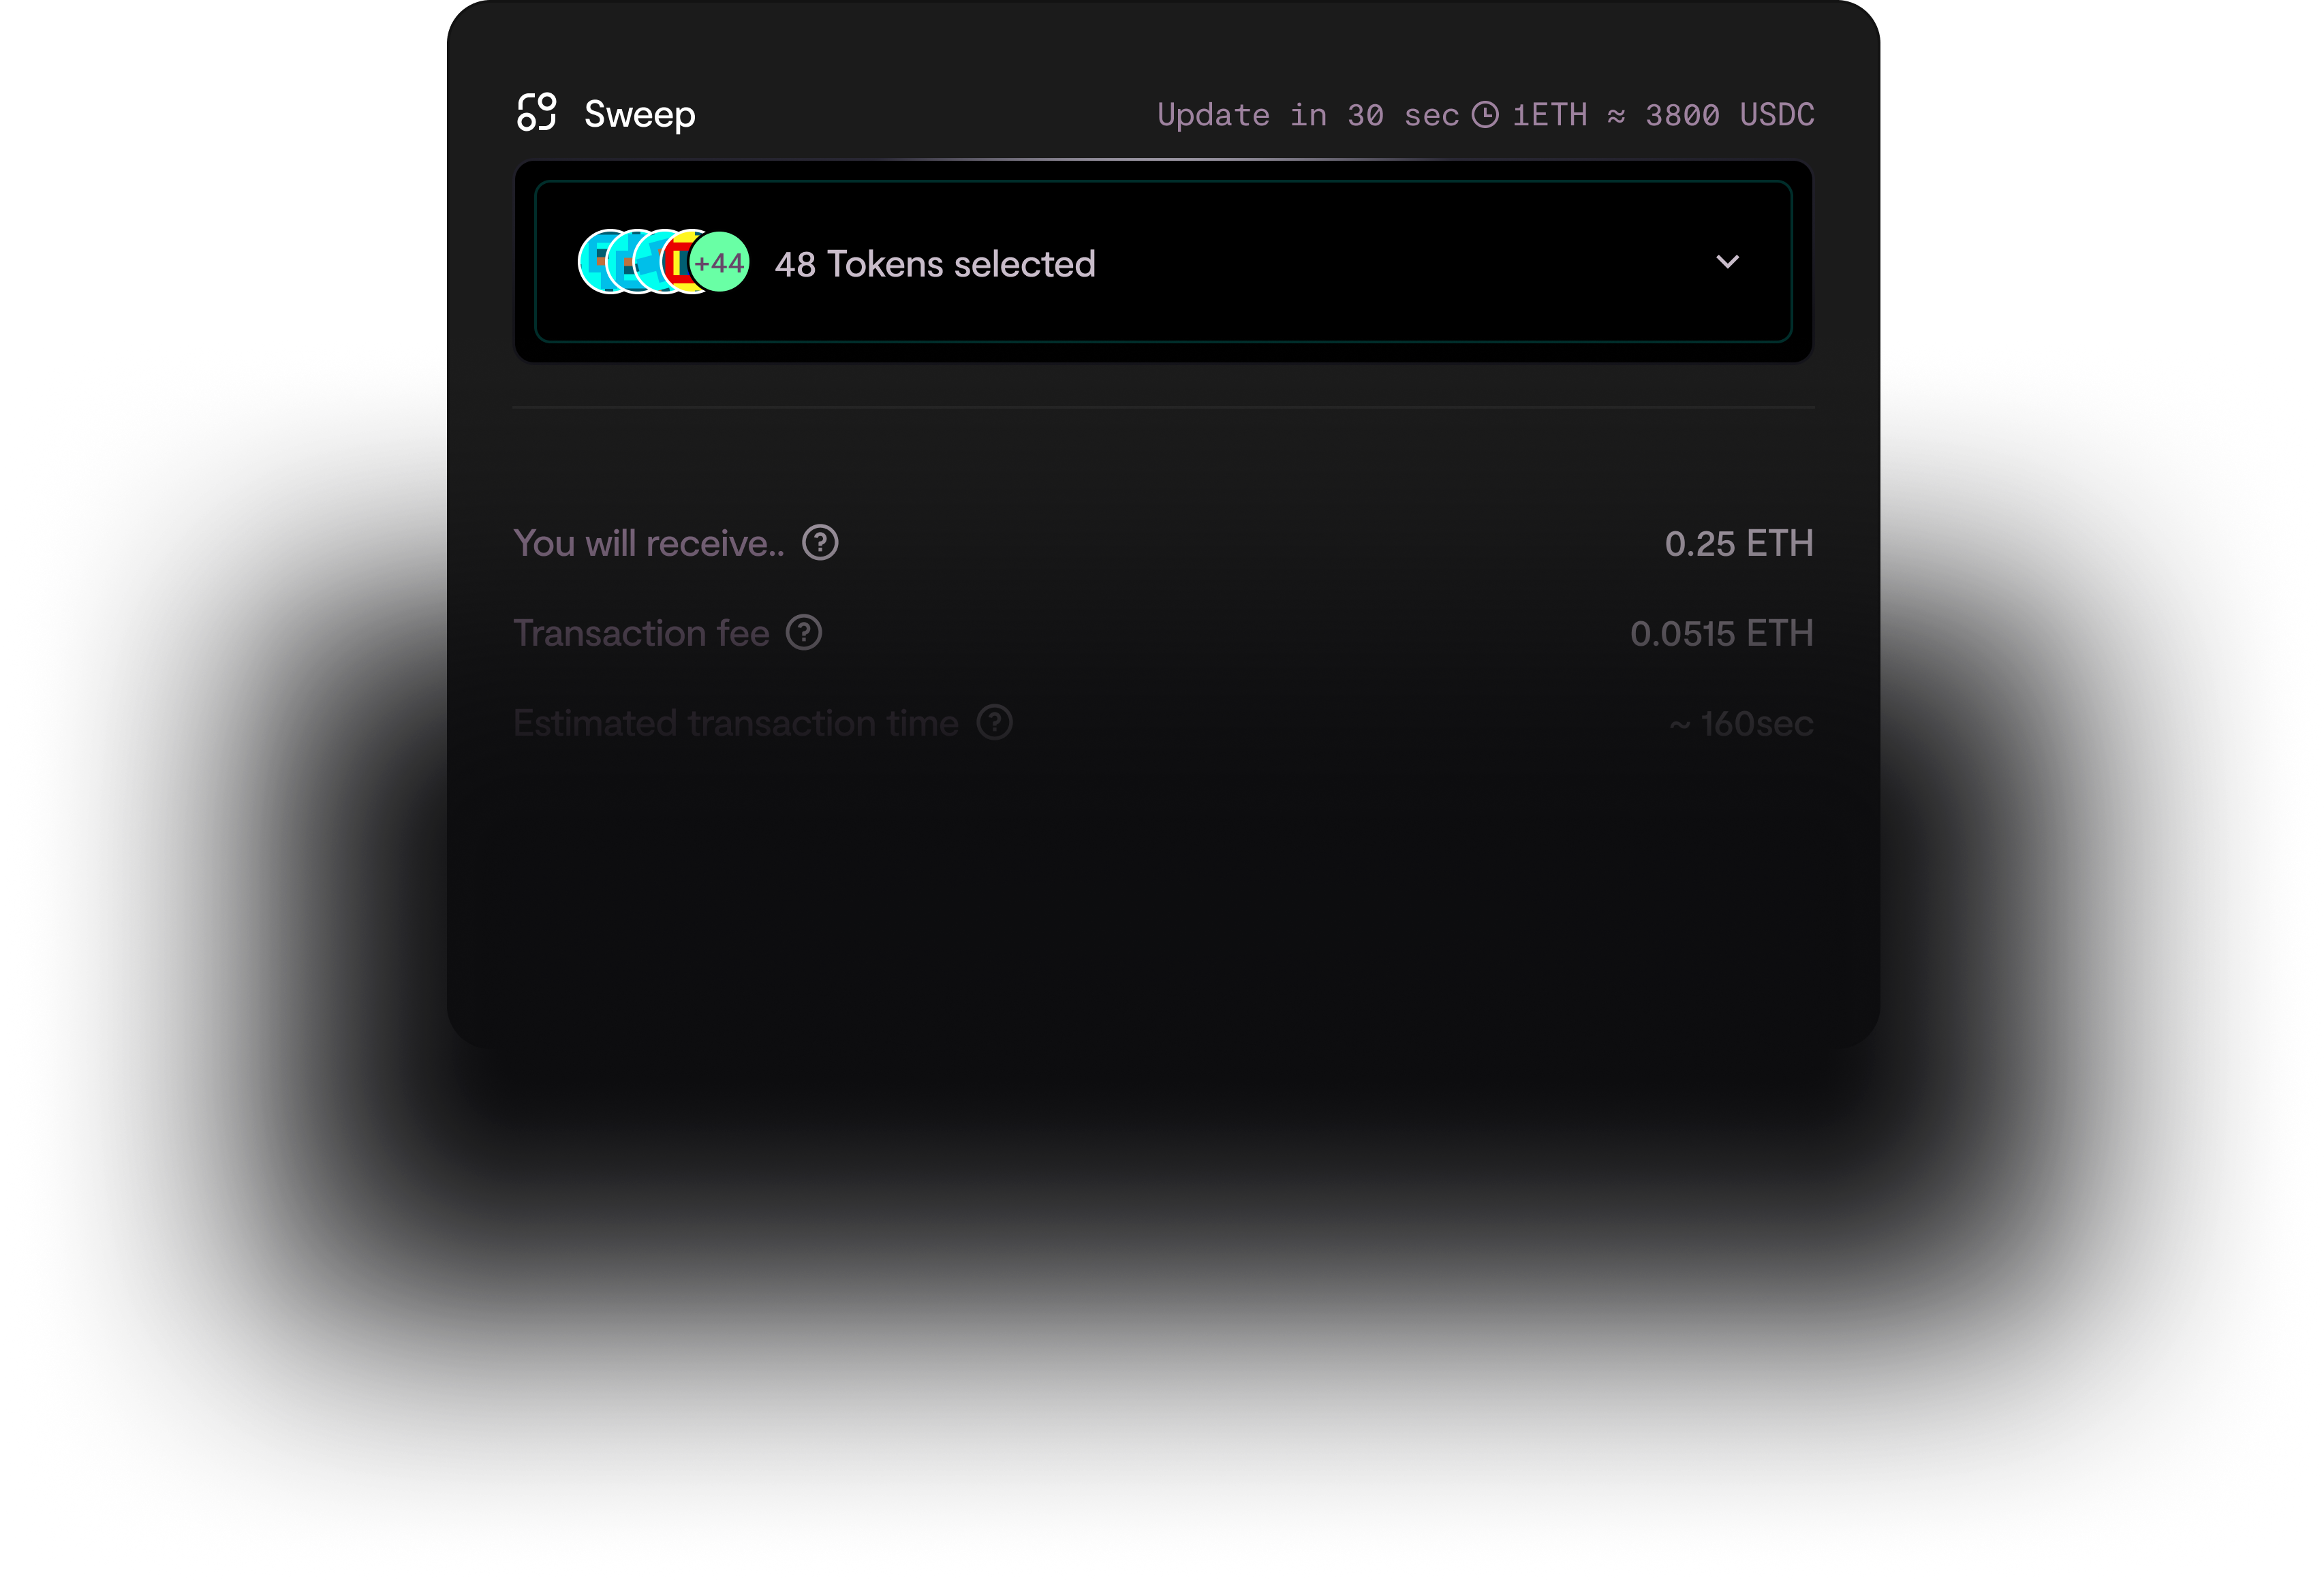 Sweep
Update in 30 sec 1ETH ≈ 3800 USDC
+44 48 Tokens selected
You will receive.. 0.25 ETH
Transaction fee 0.0515 ETH
Estimated transaction time ~ 160sec